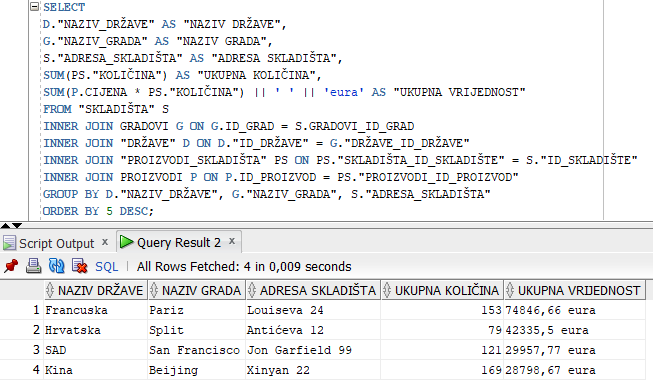 SELECT
D."NAZIV_DRŽAVE" AS "NAZIV DRŽAVE",
G."NAZIV_GRADA" AS "NAZIV GRADA",
S."ADRESA_SKLADIŠTA" AS "ADRESA SKLADIŠTA",
SUM(PS."KOLIČINA") AS "UKUPNA KOLIČINA",
SUM(P.CIJENA * PS."KOLIČINA") || ' ' || 'eura' AS "UKUPNA VRIJEDNOST"
FROM "SKLADIŠTA" S
INNER JOIN GRADOVI G ON G.ID_GRAD = S.GRADOVI_ID_GRAD
INNER JOIN "DRŽAVE" D ON D."ID_DRŽAVE" = G."DRŽAVE_ID_DRŽAVE"
INNER JOIN "PROIZVODI_SKLADIŠTA" PS ON PS."SKLADIŠTA_ID_SKLADIŠTE" = S."ID_SKLADIŠTE"
INNER JOIN PROIZVODI P ON P.ID_PROIZVOD = PS."PROIZVODI_ID_PROIZVOD"
GROUP BY D."NAZIV_DRŽAVE", G."NAZIV_GRADA", S."ADRESA_SKLADIŠTA"
ORDER BY 5 DESC;
Script Output x Query Result 2 x
SQL | All Rows Fetched: 4 in 0,009 seconds
NAZIV DRŽAVE NAZIV GRADA ADRESA SKLADIŠTA UKUPNA KOLIČINA UKUPNA VRIJEDNOST
1 Francuska Pariz Louiseva 24 153 74846,66 eura
2 Hrvatska Split Antićeva 12 79 42335,5 eura
3 SAD San Francisco Jon Garfield 99 121 29957,77 eura
4 Kina Beijing Xinyan 22 169 28798,67 eura